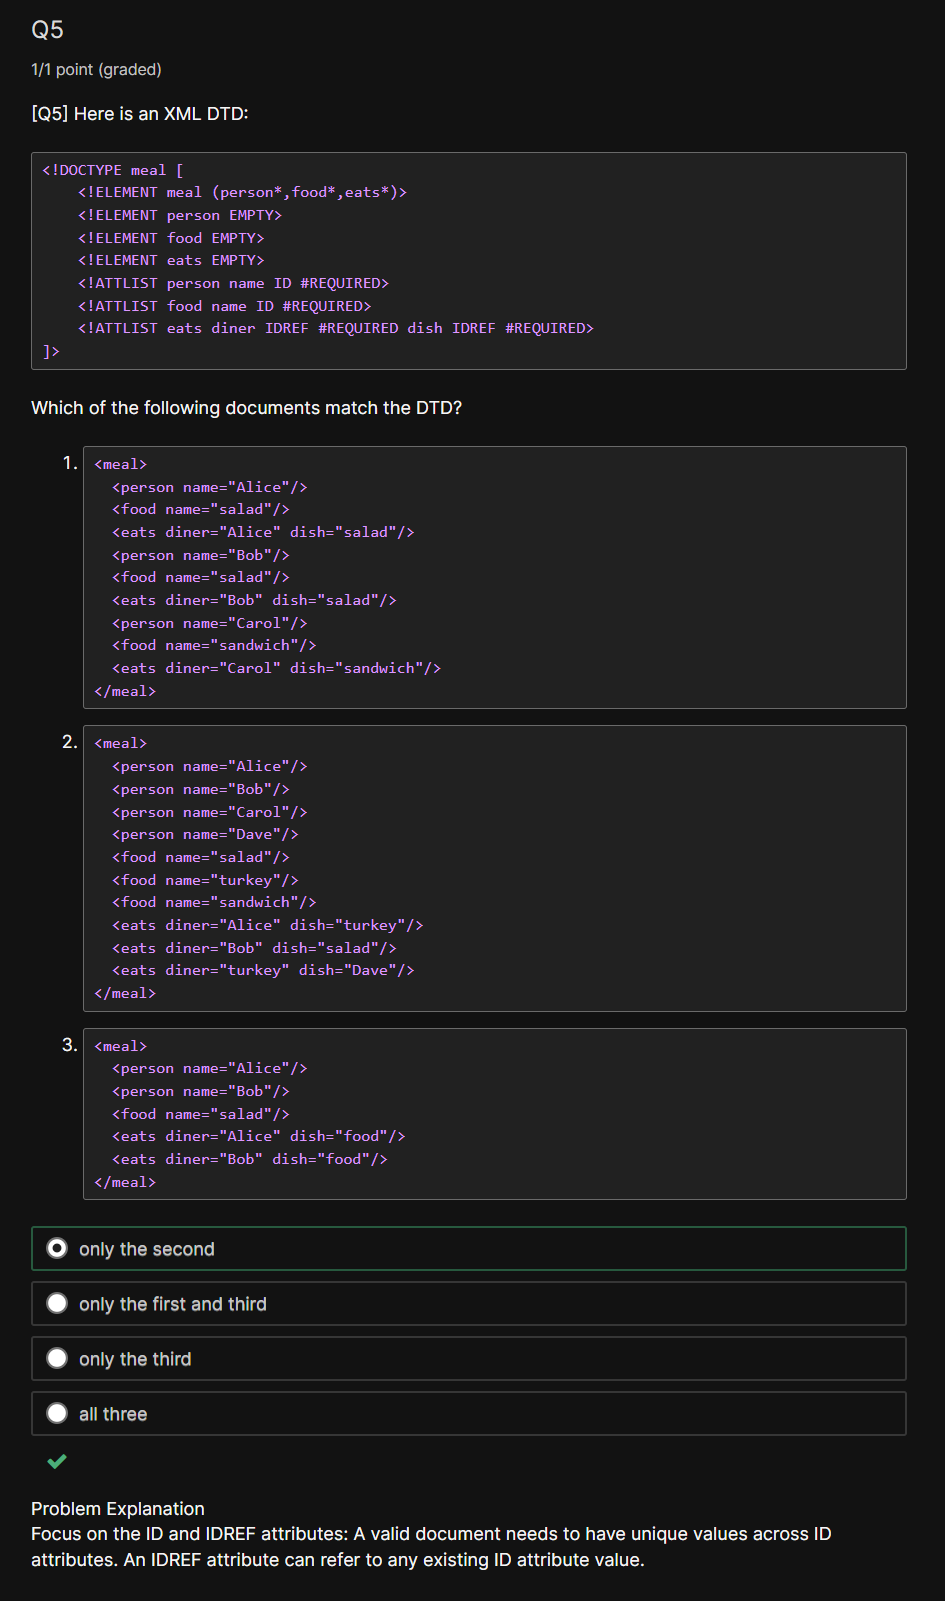 Q5
1/1 point (graded)
[Q5] Here is an XML DTD:
<!DOCTYPE meal [
    <!ELEMENT meal (person*,food*,eats*)>
    <!ELEMENT person EMPTY>
    <!ELEMENT food EMPTY>
    <!ELEMENT eats EMPTY>
    <!ATTLIST person name ID #REQUIRED>
    <!ATTLIST food name ID #REQUIRED>
    <!ATTLIST eats diner IDREF #REQUIRED dish IDREF #REQUIRED>
]>
Which of the following documents match the DTD?
1. <meal>
  <person name="Alice"/>
  <food name="salad"/>
  <eats diner="Alice" dish="salad"/>
  <person name="Bob"/>
  <food name="salad"/>
  <eats diner="Bob" dish="salad"/>
  <person name="Carol"/>
  <food name="sandwich"/>
  <eats diner="Carol" dish="sandwich"/>
</meal>
2. <meal>
  <person name="Alice"/>
  <person name="Bob"/>
  <person name="Carol"/>
  <person name="Dave"/>
  <food name="salad"/>
  <food name="turkey"/>
  <food name="sandwich"/>
  <eats diner="Alice" dish="turkey"/>
  <eats diner="Bob" dish="salad"/>
  <eats diner="turkey" dish="Dave"/>
</meal>
3. <meal>
  <person name="Alice"/>
  <person name="Bob"/>
  <food name="salad"/>
  <eats diner="Alice" dish="food"/>
  <eats diner="Bob" dish="food"/>
</meal>
only the second
only the first and third
only the third
all three
Problem Explanation
Focus on the ID and IDREF attributes: A valid document needs to have unique values across ID
attributes. An IDREF attribute can refer to any existing ID attribute value.